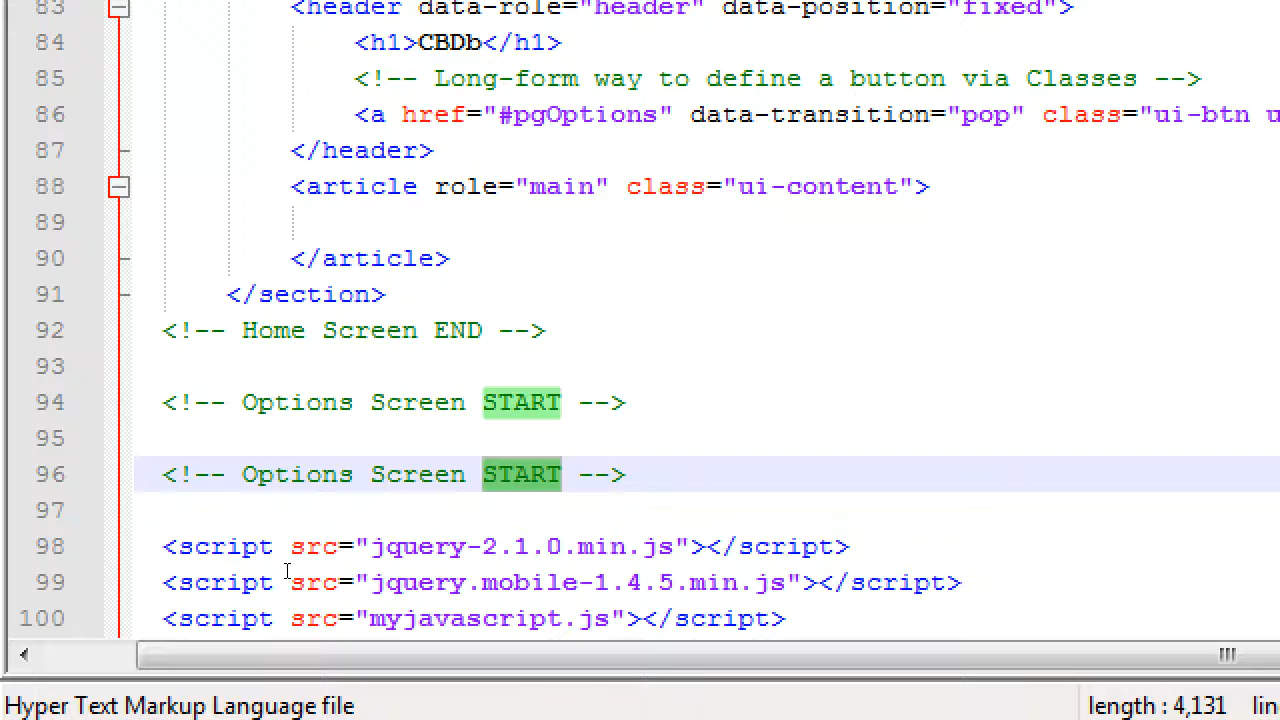 83 <header data-role="header" data-position="fixed">
84 <h1>CBDb</h1>
85 <!-- Long-form way to define a button via Classes -->
86 <a href="#pgOptions" data-transition="pop" class="ui-btn u
87 </header>
88 <article role="main" class="ui-content">
89
90 </article>
91 </section>
92 <!-- Home Screen END -->
93
94 <!-- Options Screen START -->
95
96 <!-- Options Screen START -->
97
98 <script src="jquery-2.1.0.min.js"></script>
99 <script src="jquery.mobile-1.4.5.min.js"></script>
100 <script src="myjavascript.js"></script>
Hyper Text Markup Language file length : 4,131 lin